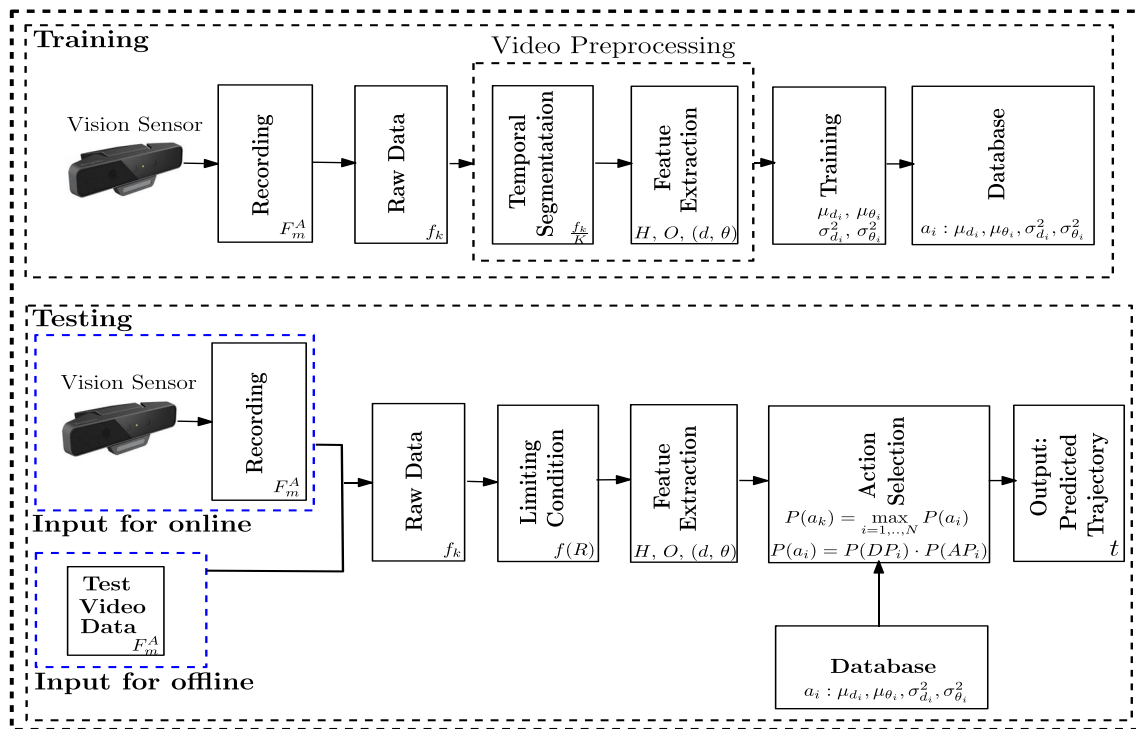 Training
Video Preprocessing
Vision Sensor
Recording
F_m^A
Raw Data
f_k
Temporal
Segmentataion
f_k/K
Featue
Extraction
H, O, (d, θ)
Training
μ_{d_i}, μ_{θ_i}
σ²_{d_i}, σ²_{θ_i}
Database
a_i : μ_{d_i}, μ_{θ_i}, σ²_{d_i}, σ²_{θ_i}
Testing
Vision Sensor
Recording
F_m^A
Input for online
Test
Video
Data
F_m^A
Input for offline
Raw Data
f_k
Limiting
Condition
f(R)
Featue
Extraction
H, O, (d, θ)
Action
Selection
P(a_k) = max_{i=1,..,N} P(a_i)
P(a_i) = P(DP_i) · P(AP_i)
Output:
Predicted
Trajectory
t
Database
a_i : μ_{d_i}, μ_{θ_i}, σ²_{d_i}, σ²_{θ_i}